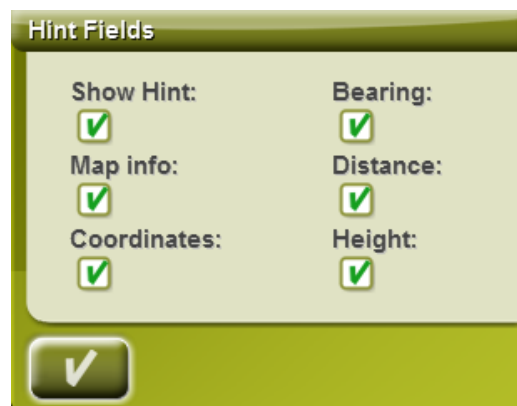 Hint Fields
Show Hint: Bearing:
Map info: Distance:
Coordinates: Height: